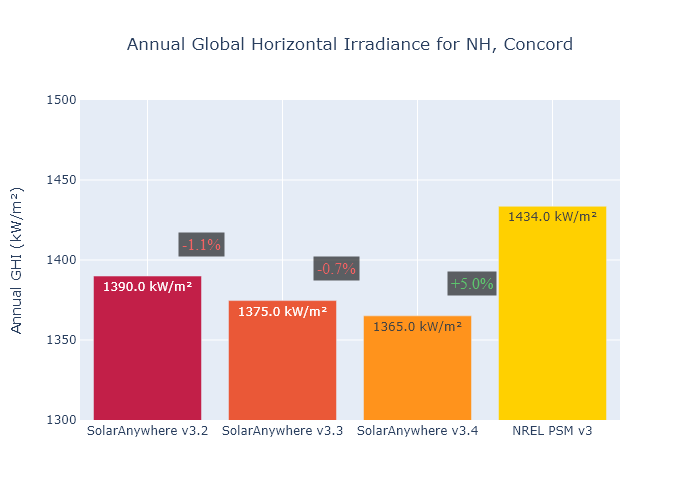 Annual Global Horizontal Irradiance for NH, Concord
Annual GHI (kW/m²)
1500
1450
1400
1350
1300
-1.1%
-0.7%
+5.0%
1390.0 kW/m²
1375.0 kW/m²
1365.0 kW/m²
1434.0 kW/m²
SolarAnywhere v3.2
SolarAnywhere v3.3
SolarAnywhere v3.4
NREL PSM v3